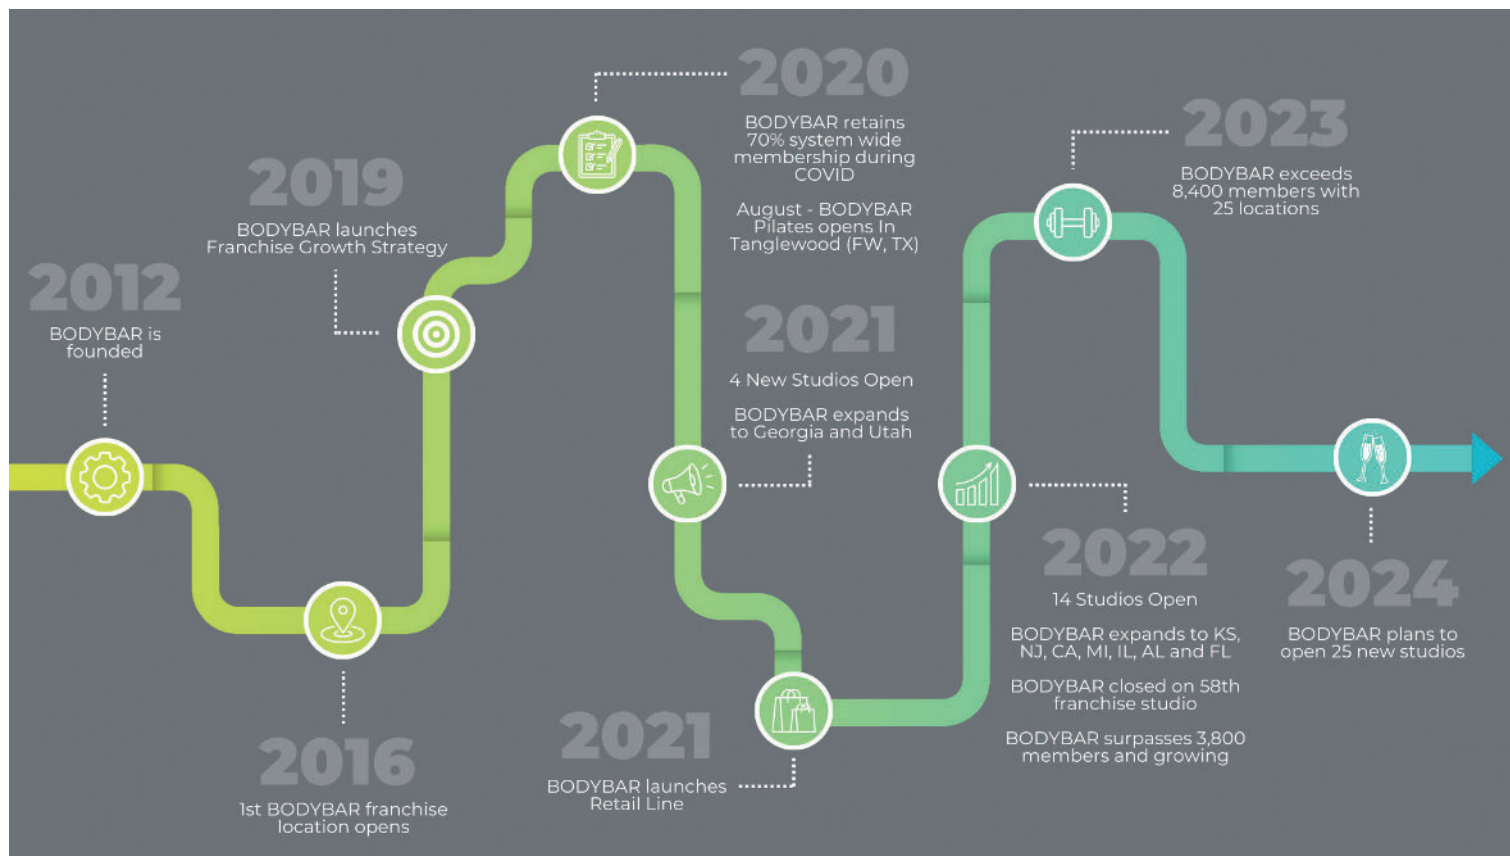 2012
BODYBAR is
founded
2016
1st BODYBAR franchise
location opens
2019
BODYBAR launches
Franchise Growth Strategy
2020
BODYBAR retains
70% system wide
membership during
COVID
August - BODYBAR
Pilates opens In
Tanglewood (FW, TX)
2021
4 New Studios Open
BODYBAR expands
to Georgia and Utah
2021
BODYBAR launches
Retail Line
2022
14 Studios Open
BODYBAR expands to KS,
NJ, CA, MI, IL, AL and FL
BODYBAR closed on 58th
franchise studio
BODYBAR surpasses 3,800
members and growing
2023
BODYBAR exceeds
8,400 members with
25 locations
2024
BODYBAR plans to
open 25 new studios